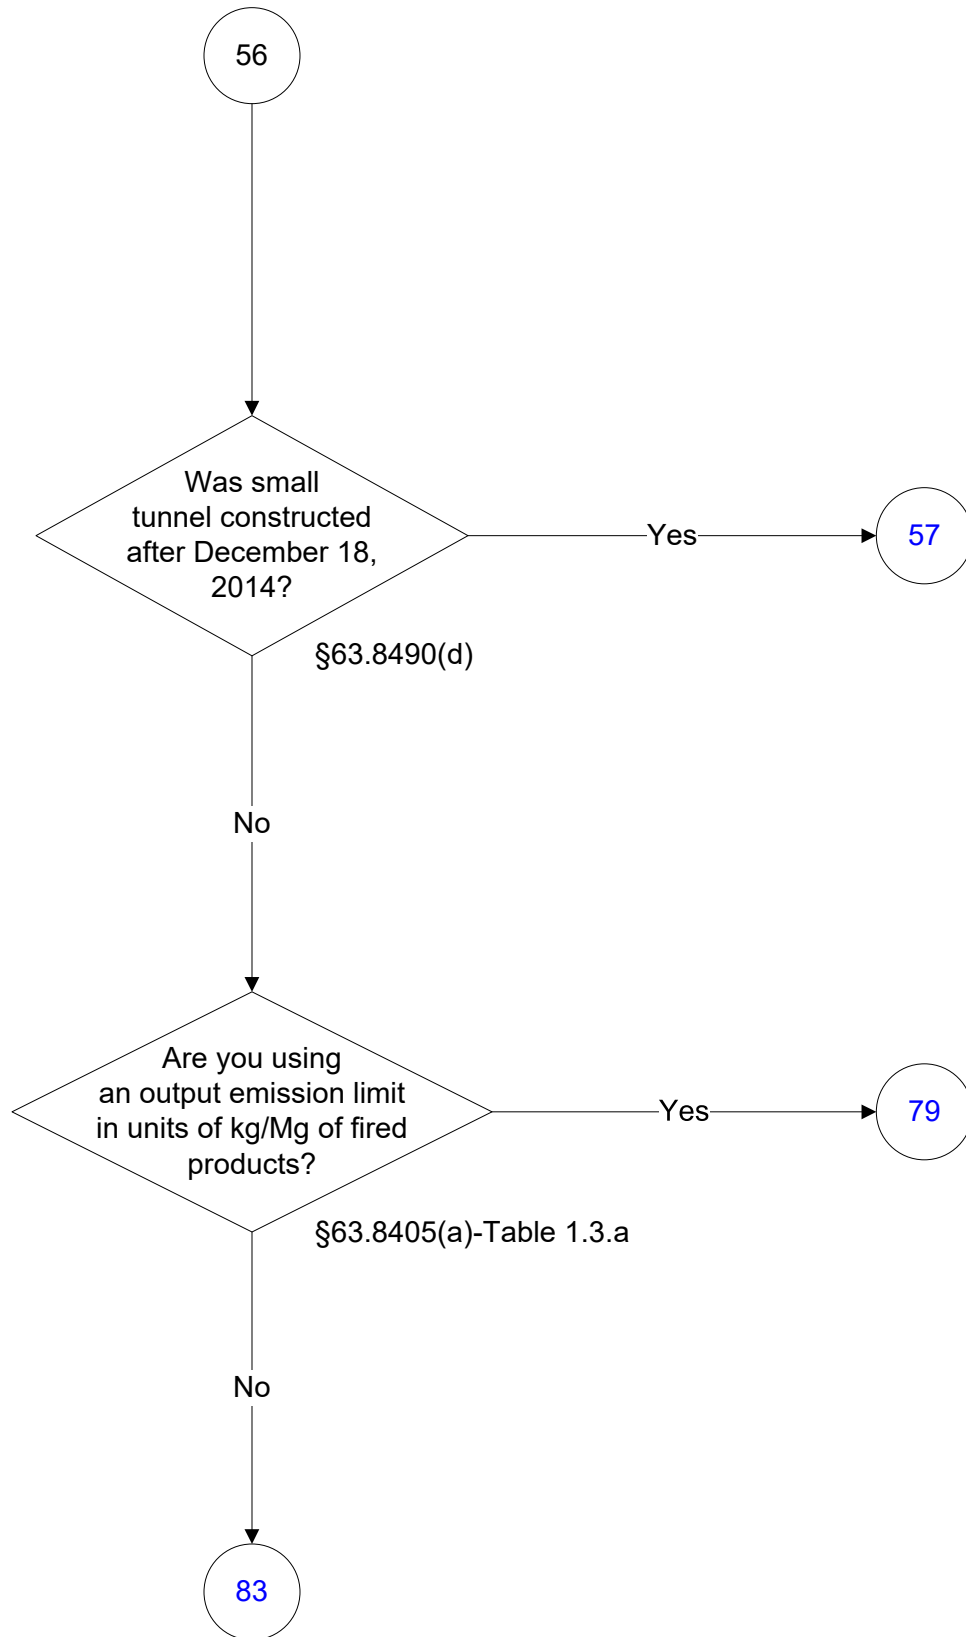 56
Was small
tunnel constructed
after December 18,
2014?
Yes
57
§63.8490(d)
No
Are you using
an output emission limit
in units of kg/Mg of fired
products?
Yes
79
§63.8405(a)-Table 1.3.a
No
83